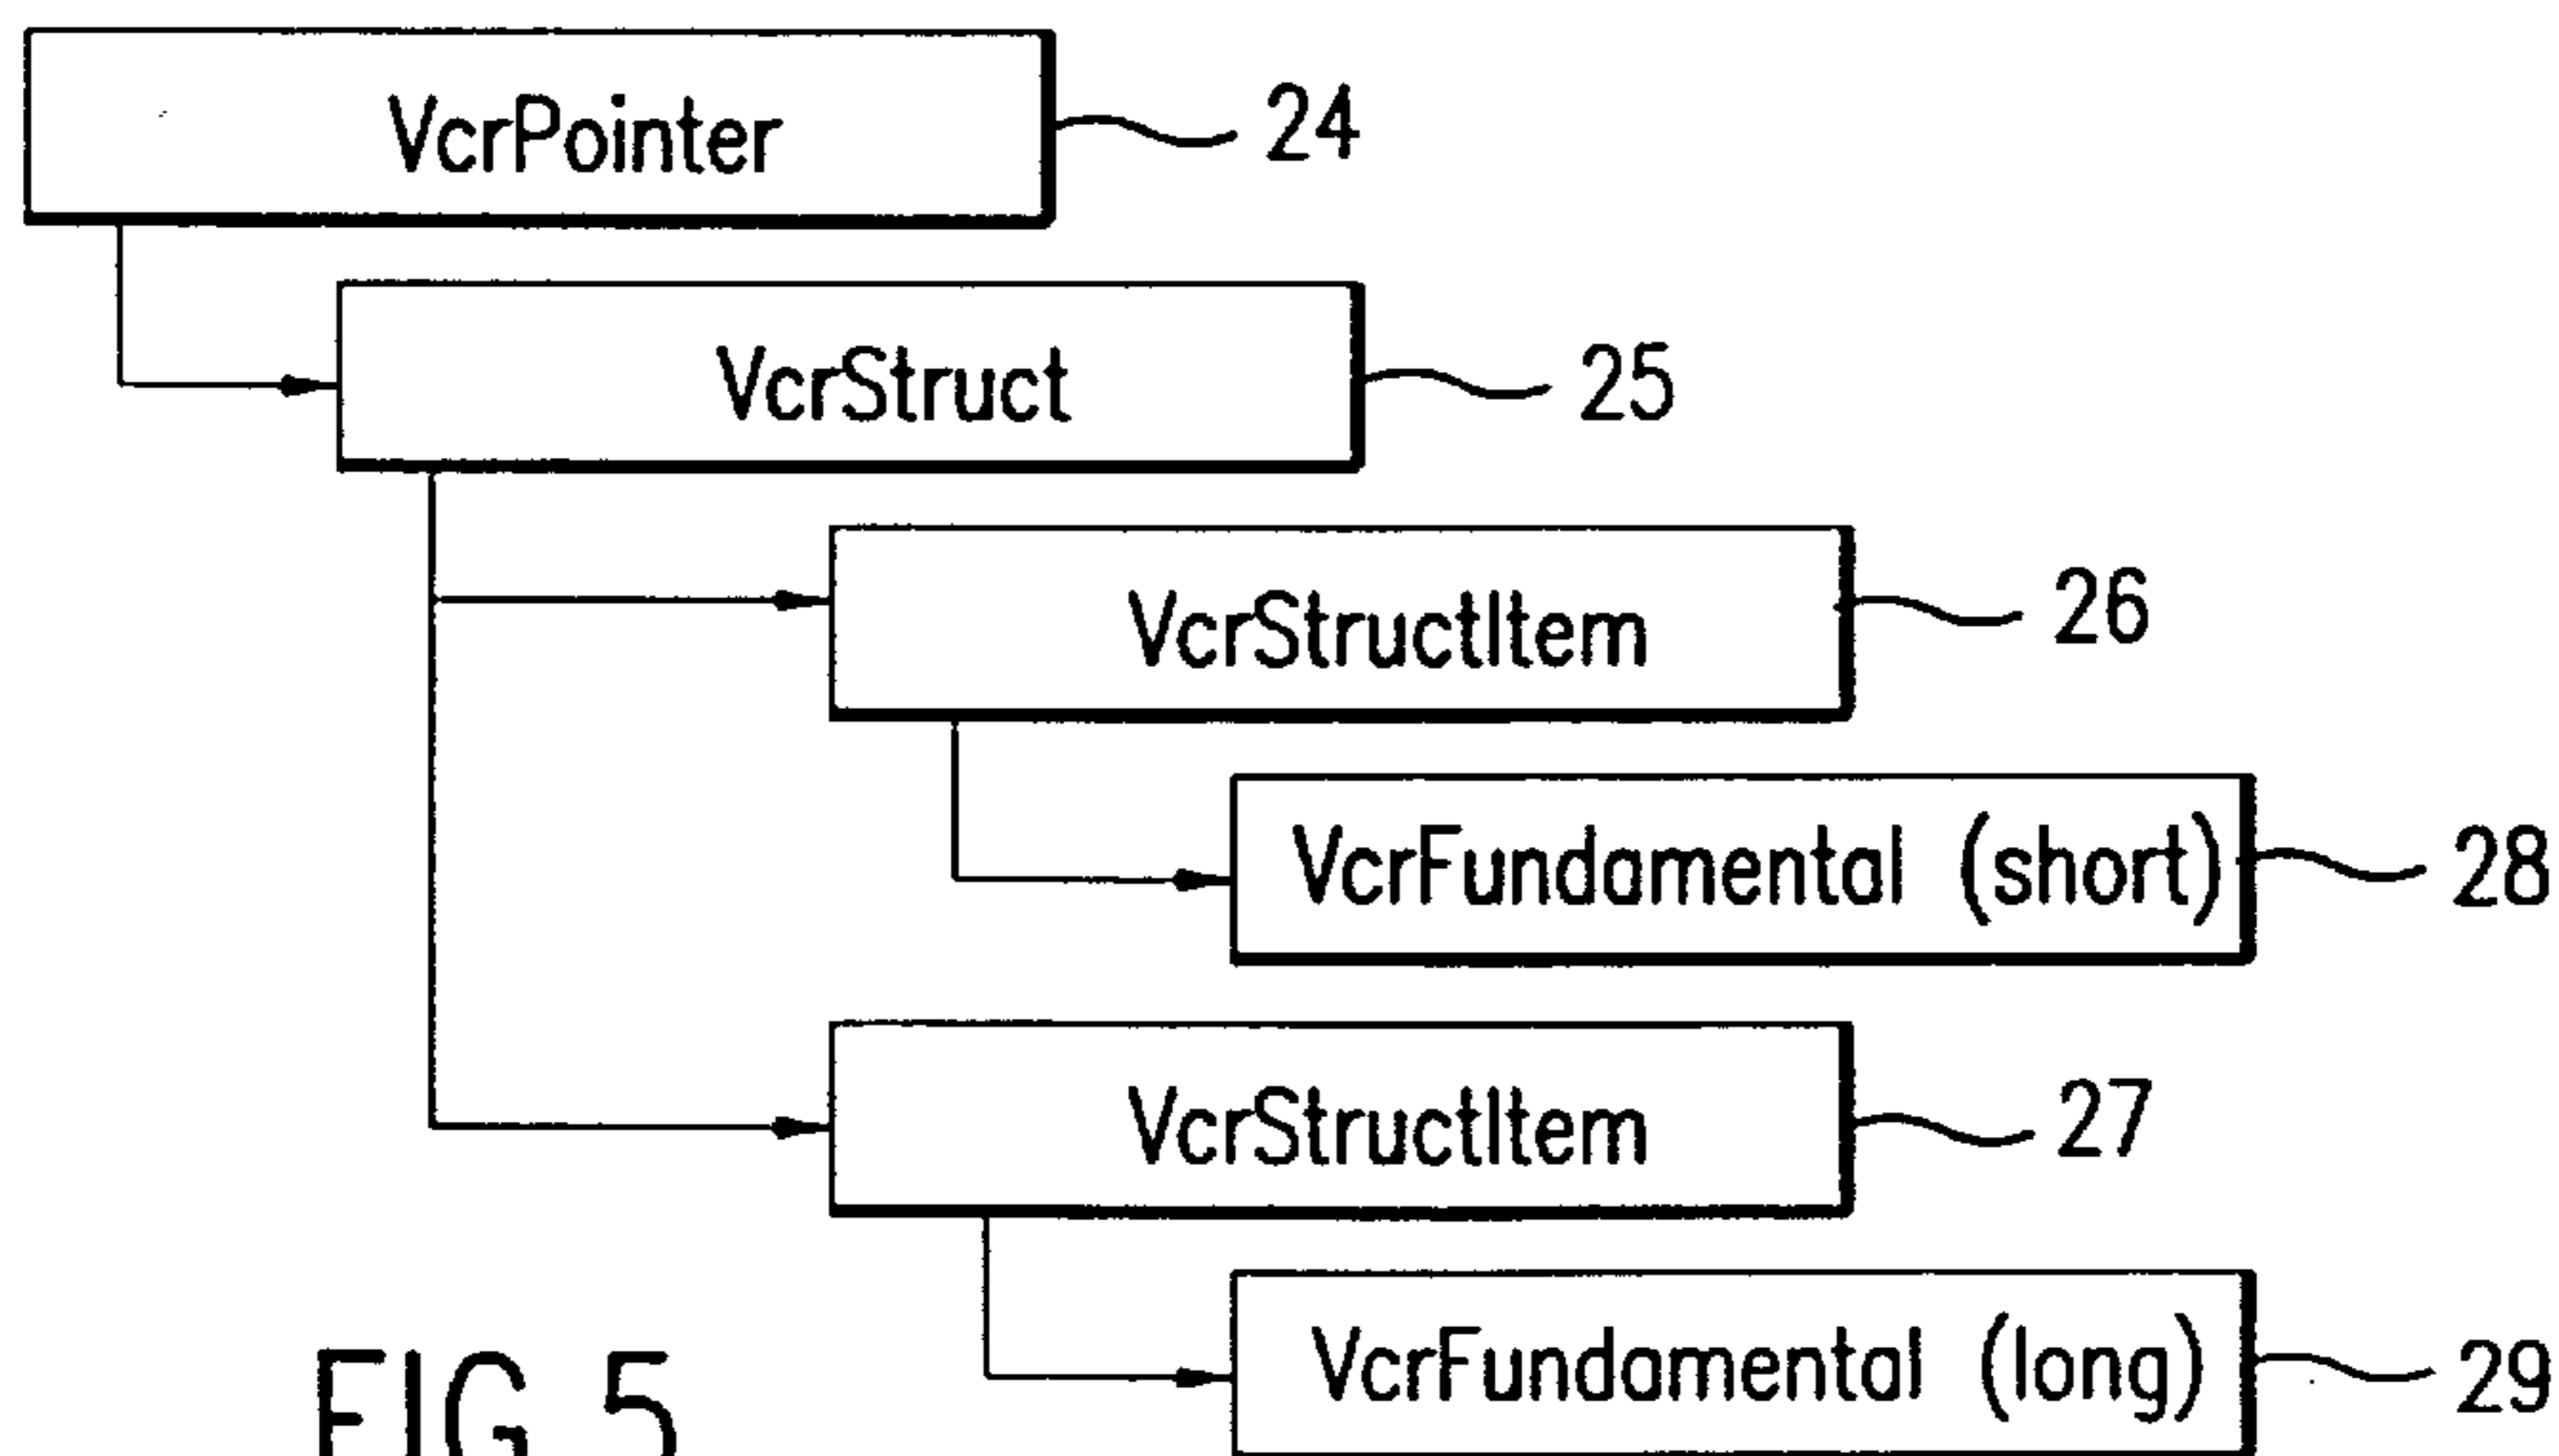 VcrPointer 24
VcrStruct 25
VcrStructItem 26
VcrFundamental (short) 28
VcrStructItem 27
VcrFundamental (long) 29
FIG 5